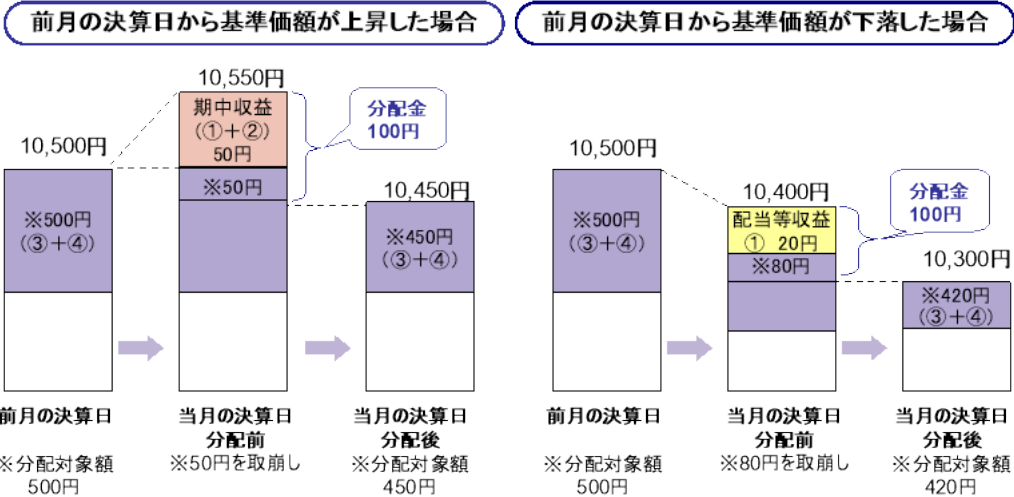 前月の決算日から基準価額が上昇した場合
10,550円
期中収益
(①＋②)
50円
分配金
100円
10,500円
※50円
10,450円
※500円
(③＋④)
※450円
(③＋④)
前月の決算日
当月の決算日
分配前
当月の決算日
分配後
※分配対象額
500円
※50円を取崩し
※分配対象額
450円
前月の決算日から基準価額が下落した場合
10,500円
10,400円
分配金
100円
配当等収益
① 20円
※80円
※500円
(③＋④)
10,300円
※420円
(③＋④)
前月の決算日
当月の決算日
分配前
当月の決算日
分配後
※分配対象額
500円
※80円を取崩し
※分配対象額
420円